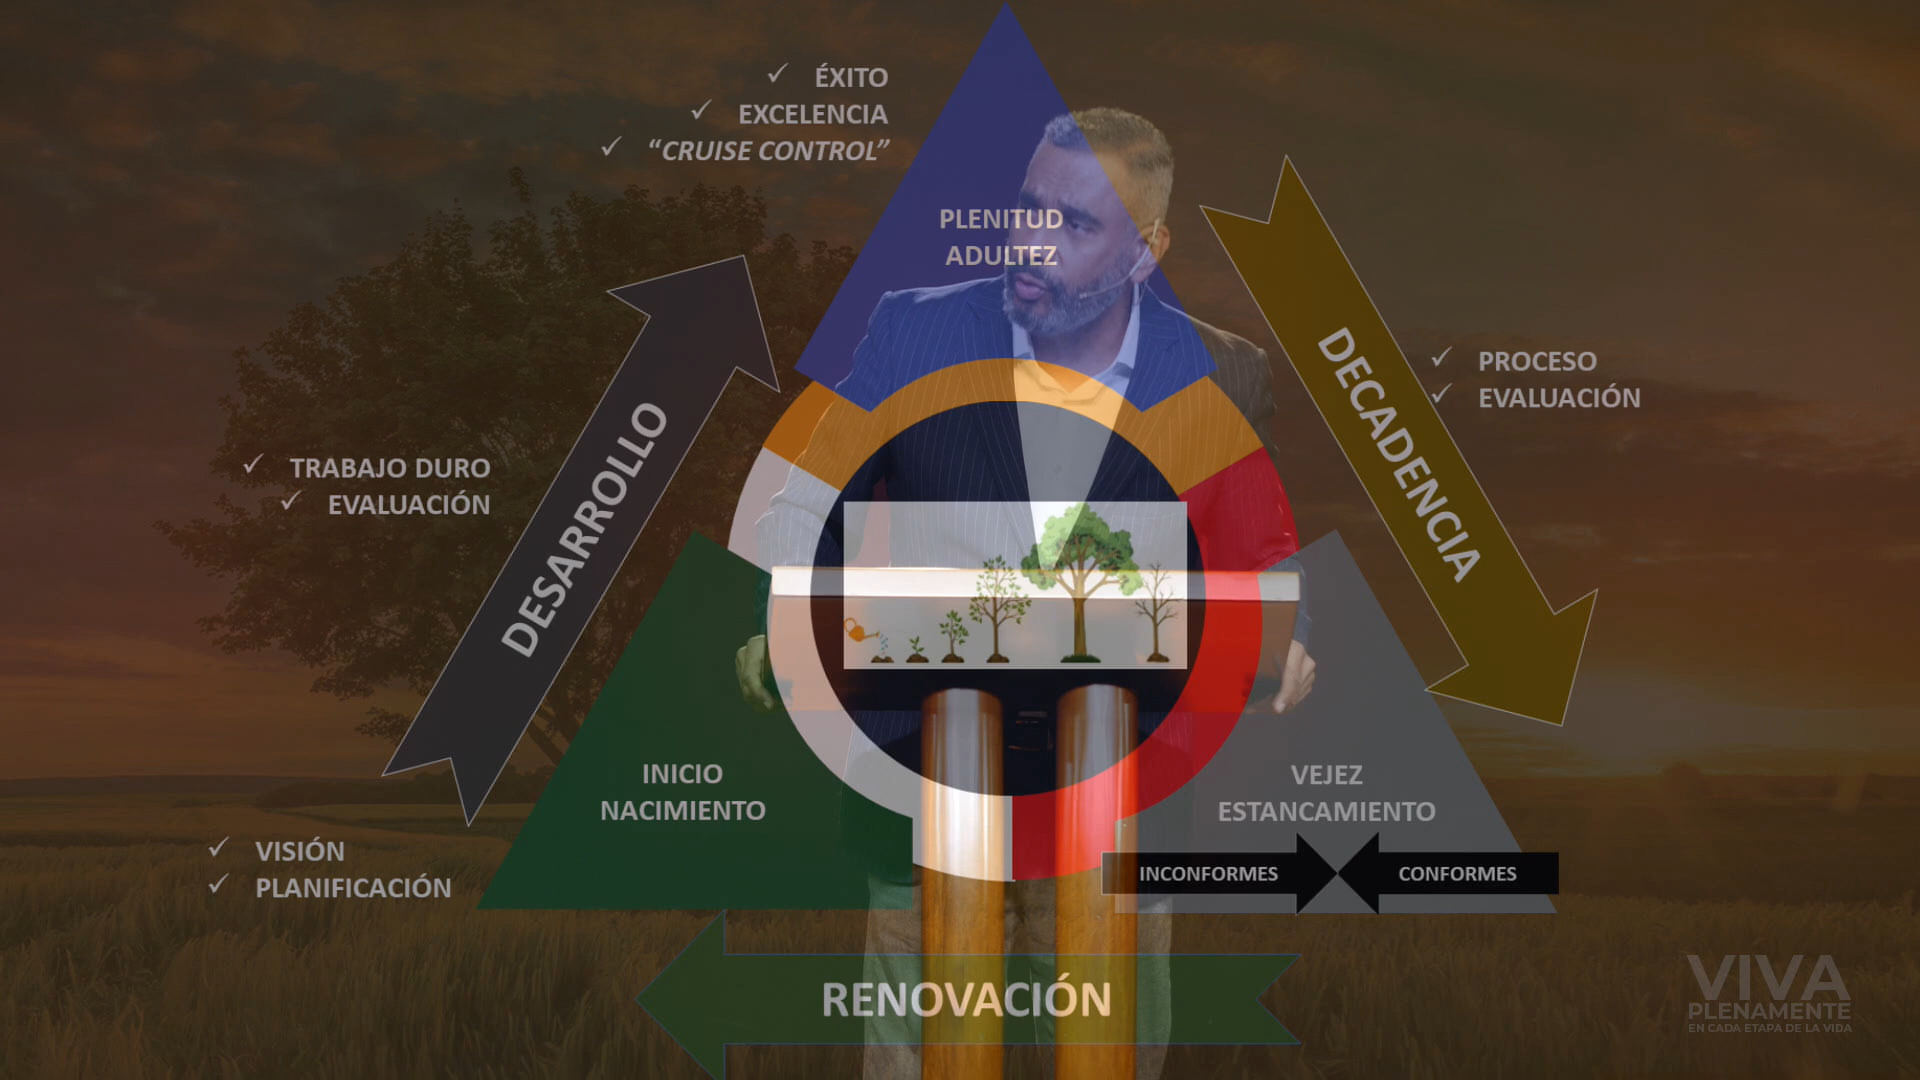 ÉXITO
EXCELENCIA
“CRUISE CONTROL”
PLENITUD
ADULTEZ
DESARROLLO
DECADENCIA
PROCESO
EVALUACIÓN
TRABAJO DURO
EVALUACIÓN
INICIO
NACIMIENTO
VEJEZ
ESTANCAMIENTO
VISIÓN
PLANIFICACIÓN
INCONFORMES
CONFORMES
RENOVACIÓN
VIVA
PLENAMENTE
EN CADA ETAPA DE LA VIDA